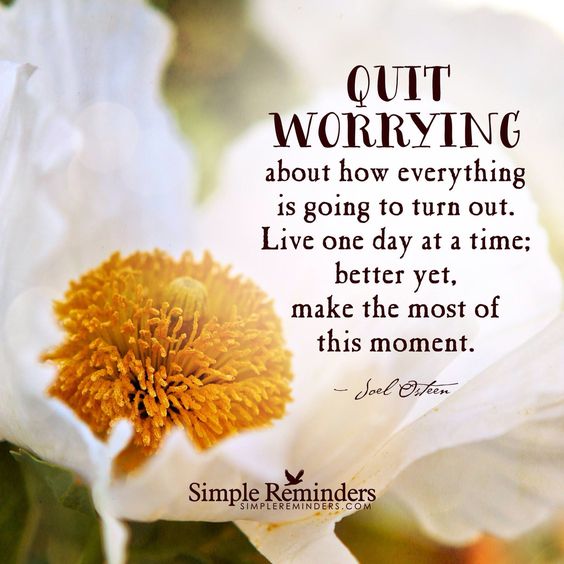 QUIT
WORRYING
about how everything
is going to turn out.
Live one day at a time;
better yet,
make the most of
this moment.
– Joel Osteen
Simple Reminders
SIMPLEREMINDERS.COM